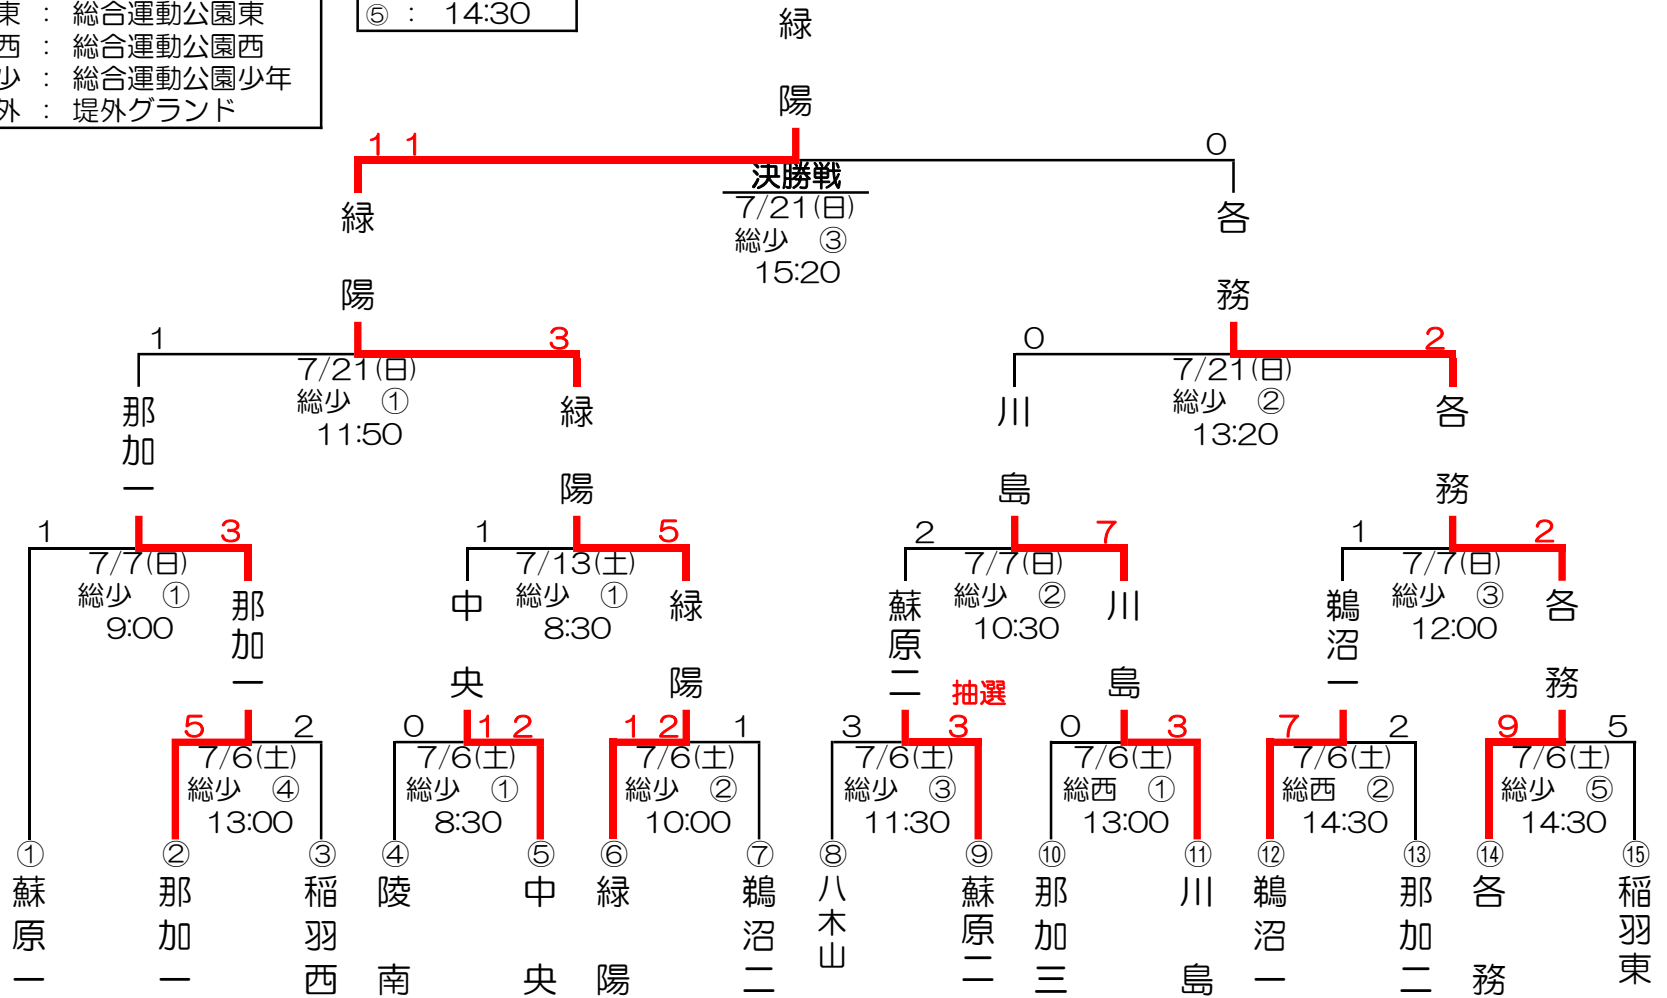 東 : 総合運動公園東
西 : 総合運動公園西
少 : 総合運動公園少年
外 : 堤外グランド
⑤ : 14:30
緑陽
11 0
決勝戦
7/21(日)
総少 ③
15:20
緑陽 各務
1 3 0 2
7/21(日) 7/21(日)
総少 ① 総少 ②
11:50 13:20
那加一 緑陽 川島 各務
1 3 1 5 2 7 1 2
7/7(日) 7/13(土) 7/7(日) 7/7(日)
総少 ① 総少 ① 総少 ② 総少 ③
9:00 8:30 10:30 12:00
那加一 中央 緑陽 蘇原二 川島 鵜沼一 各務
抽選
5 2 0 12 12 1 3 3 0 3 7 2 9 5
7/6(土) 7/6(土) 7/6(土) 7/6(土) 7/6(土) 7/6(土) 7/6(土)
総少 ④ 総少 ① 総少 ② 総少 ③ 総西 ① 総西 ② 総少 ⑤
13:00 8:30 10:00 11:30 13:00 14:30 14:30
① ② ③ ④ ⑤ ⑥ ⑦ ⑧ ⑨ ⑩ ⑪ ⑫ ⑬ ⑭ ⑮
蘇原一 那加一 稲羽西 陵南 中央 緑陽 鵜沼二 八木山 蘇原二 那加三 川島 鵜沼一 那加二 各務 稲羽東